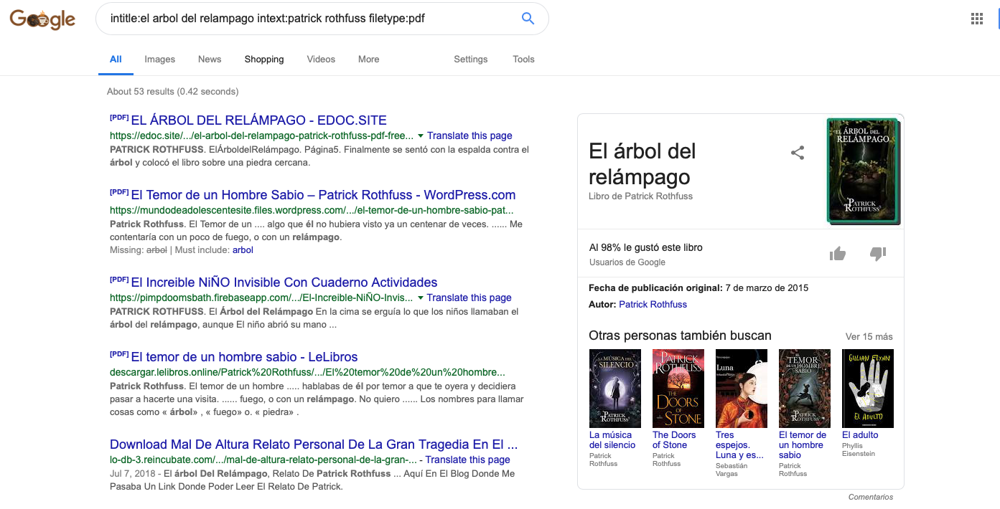 Google
intitle:el arbol del relampago intext:patrick rothfuss filetype:pdf
All Images News Shopping Videos More Settings Tools
About 53 results (0.42 seconds)
[PDF] EL ÁRBOL DEL RELÁMPAGO - EDOC.SITE
https://edoc.site/.../el-arbol-del-relampago-patrick-rothfuss-pdf-free... Translate this page
PATRICK ROTHFUSS. ElÁrboldelRelámpago. Página5. Finalmente se sentó con la espalda contra el
árbol y colocó el libro sobre una piedra cercana.
[PDF] El Temor de un Hombre Sabio – Patrick Rothfuss - WordPress.com
https://mundodeadolescentesite.files.wordpress.com/.../el-temor-de-un-hombre-sabio-pat...
Patrick Rothfuss. El Temor de un .... algo que él no hubiera visto ya un centenar de veces. ...... Me
contentaría con un poco de fuego, o con un relámpago.
Missing: arbol | Must include: arbol
[PDF] El Increible NiÑO Invisible Con Cuaderno Actividades
https://pimpdoomsbath.firebaseapp.com/.../El-Increible-NiÑO-Invis... Translate this page
PATRICK ROTHFUSS. El Árbol del Relámpago En la cima se erguía lo que los niños llamaban el
árbol del relámpago, aunque El niño abrió su mano ...
[PDF] El temor de un hombre sabio - LeLibros
descargar.lelibros.online/Patrick%20Rothfuss/.../El%20temor%20de%20un%20hombre...
Patrick Rothfuss. El temor de un hombre ..... hablabas de él por temor a que te oyera y decidiera
pasar a hacerte una visita. ...... fuego, o con un relámpago. No quiero ...... Los nombres para llamar
cosas como « árbol» , « fuego» o. « piedra» .
Download Mal De Altura Relato Personal De La Gran Tragedia En El ...
lo-db-3.reincubate.com/.../mal-de-altura-relato-personal-de-la-gran-... - Translate this page
Jul 7, 2018 - El árbol Del Relámpago, Relato De Patrick Rothfuss ... Aquí En El Blog Donde Me
Pasaba Un Link Donde Poder Leer El Relato De Patrick.
El árbol del
relámpago
Libro de Patrick Rothfuss
EL ÁRBOL DEL
RELÁMPAGO
PATRICK
ROTHFUSS
Al 98% le gustó este libro
Usuarios de Google
Fecha de publicación original: 7 de marzo de 2015
Autor: Patrick Rothfuss
Otras personas también buscan
Ver 15 más
LA MÚSICA DEL
SILENCIO
PATRICK
ROTHFUSS
PATRICK
ROTHFUSS
THE
DOORS
OF
STONE
Luna
EL
TEMOR
DE UN HOMBRE
SABIO
PATRICK
ROTHFUSS
GILLIAN FLYNN
EL ADULTO
La música
del silencio
Patrick
Rothfuss
The Doors
of Stone
Patrick
Rothfuss
Tres
espejos.
Luna y es...
Sebastián
Vargas
El temor de
un hombre
sabio
Patrick
Rothfuss
El adulto
Phyllis
Eisenstein
Comentarios